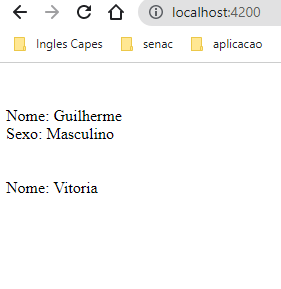 localhost:4200
Ingles Capes senac aplicacao
Nome: Guilherme
Sexo: Masculino
Nome: Vitoria